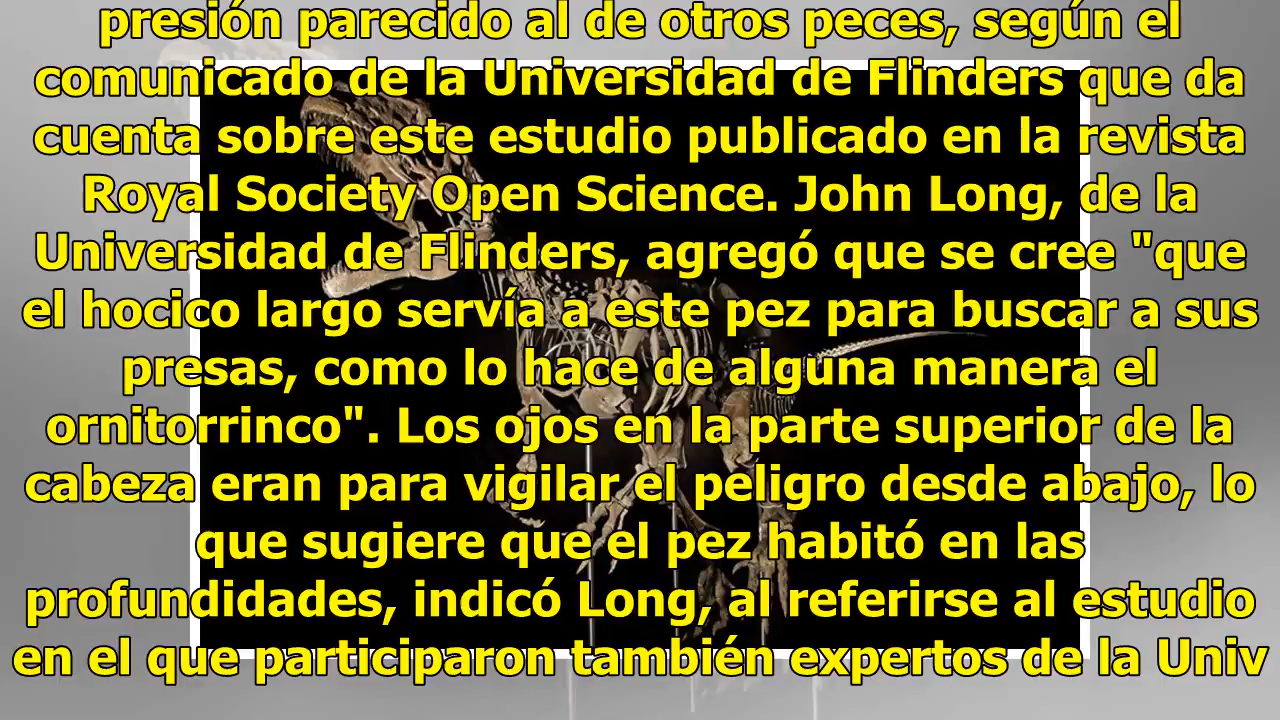 presión parecido al de otros peces, según el
comunicado de la Universidad de Flinders que da
cuenta sobre este estudio publicado en la revista
Royal Society Open Science. John Long, de la
Universidad de Flinders, agregó que se cree "que
el hocico largo servía a este pez para buscar a sus
presas, como lo hace de alguna manera el
ornitorrinco". Los ojos en la parte superior de la
cabeza eran para vigilar el peligro desde abajo, lo
que sugiere que el pez habitó en las
profundidades, indicó Long, al referirse al estudio
en el que participaron también expertos de la Univ